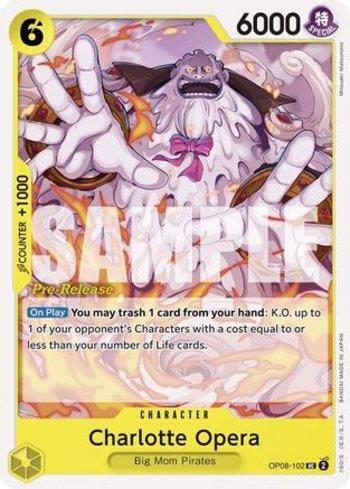 6
6000
特
SPECIAL
Mitsuaki Matsumoto
COUNTER +1000
SAMPLE
Pre-Release
On Play You may trash 1 card from your hand: K.O. up to
1 of your opponent's Characters with a cost equal to or
less than your number of Life cards.
CHARACTER
Charlotte Opera
Big Mom Pirates
OP08-102 UC 2
©E.O./S., T.A.
BANDAI MADE IN JAPAN